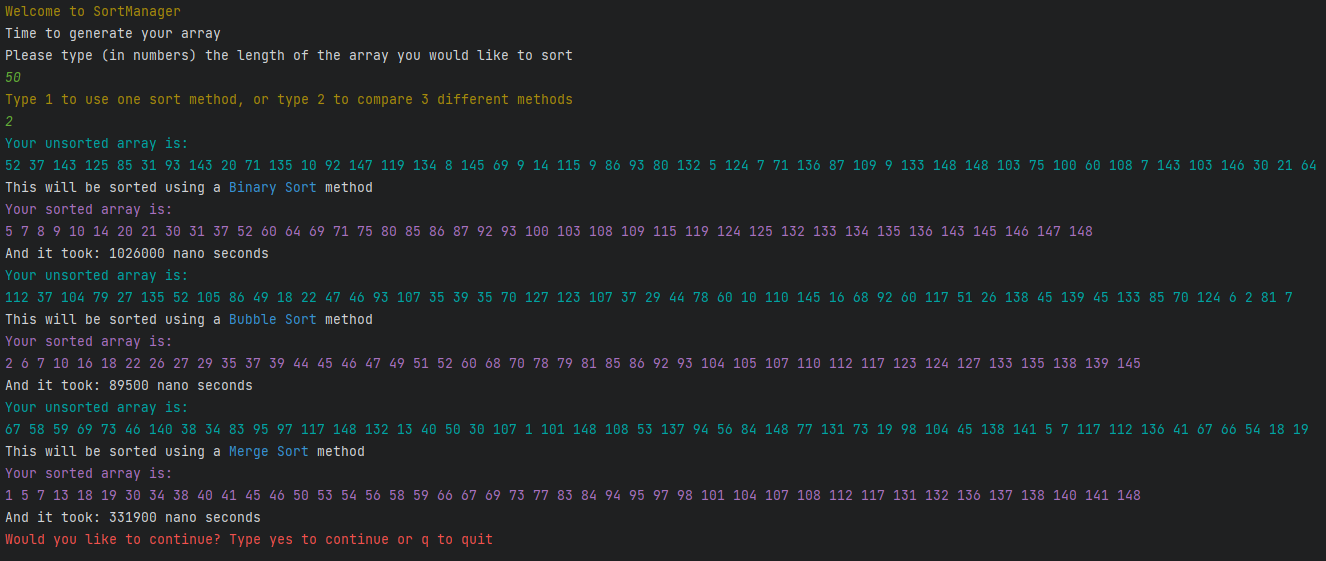 Welcome to SortManager
Time to generate your array
Please type (in numbers) the length of the array you would like to sort
50
Type 1 to use one sort method, or type 2 to compare 3 different methods
2
Your unsorted array is:
52 37 143 125 85 31 93 143 20 71 135 10 92 147 119 134 8 145 69 9 14 115 9 86 93 80 132 5 124 7 71 136 87 109 9 133 148 148 103 75 100 60 108 7 143 103 146 30 21 64
This will be sorted using a Binary Sort method
Your sorted array is:
5 7 8 9 10 14 20 21 30 31 37 52 60 64 69 71 75 80 85 86 87 92 93 100 103 108 109 115 119 124 125 132 133 134 135 136 143 145 146 147 148
And it took: 1026000 nano seconds
Your unsorted array is:
112 37 104 79 27 135 52 105 86 49 18 22 47 46 93 107 35 39 35 70 127 123 107 37 29 44 78 60 10 110 145 16 68 92 60 117 51 26 138 45 139 45 133 85 70 124 6 2 81 7
This will be sorted using a Bubble Sort method
Your sorted array is:
2 6 7 10 16 18 22 26 27 29 35 37 39 44 45 46 47 49 51 52 60 68 70 78 79 81 85 86 92 93 104 105 107 110 112 117 123 124 127 133 135 138 139 145
And it took: 89500 nano seconds
Your unsorted array is:
67 58 59 69 73 46 140 38 34 83 95 97 117 148 132 13 40 50 30 107 1 101 148 108 53 137 94 56 84 148 77 131 73 19 98 104 45 138 141 5 7 117 112 136 41 67 66 54 18 19
This will be sorted using a Merge Sort method
Your sorted array is:
1 5 7 13 18 19 30 34 38 40 41 45 46 50 53 54 56 58 59 66 67 69 73 77 83 84 94 95 97 98 101 104 107 108 112 117 131 132 136 137 138 140 141 148
And it took: 331900 nano seconds
Would you like to continue? Type yes to continue or q to quit